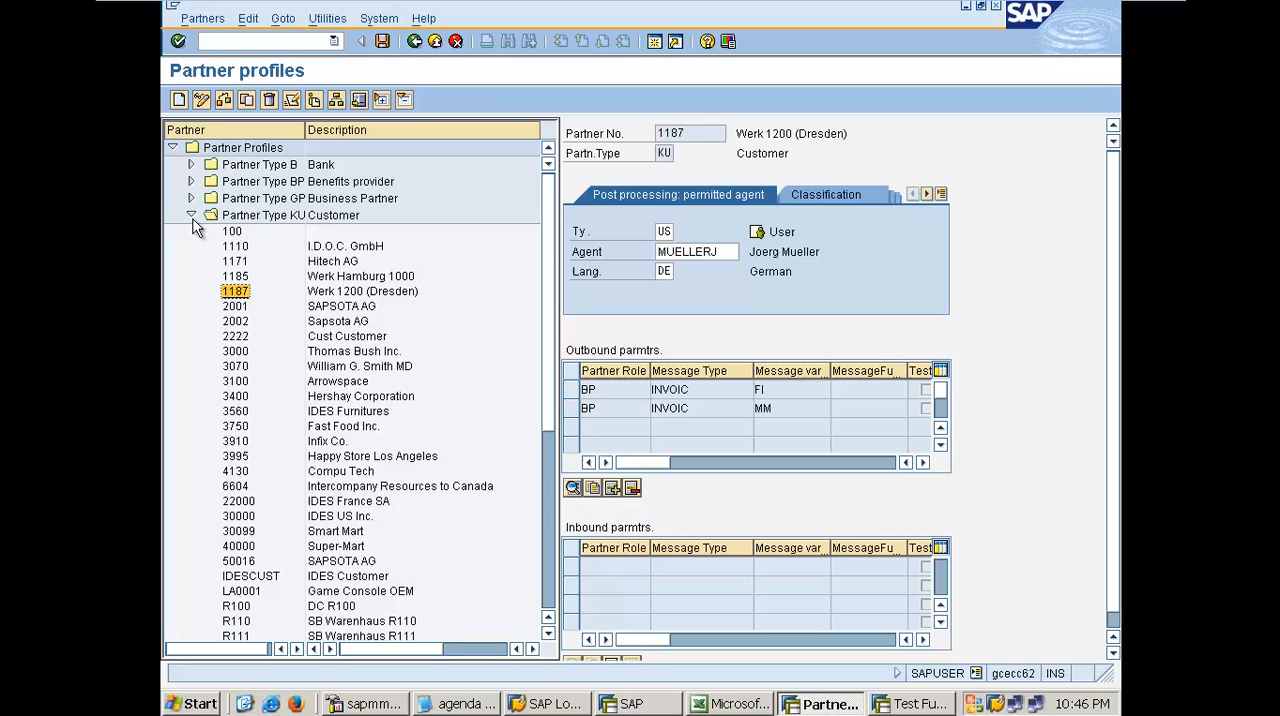 Partners Edit Goto Utilities System Help
SAP
Partner profiles
Partner Description
Partner Profiles
Partner Type B Bank
Partner Type BP Benefits provider
Partner Type GP Business Partner
Partner Type KU Customer
100
1110 I.D.O.C. GmbH
1171 Hitech AG
1185 Werk Hamburg 1000
1187 Werk 1200 (Dresden)
2001 SAPSOTA AG
2002 Sapsota AG
2222 Cust Customer
3000 Thomas Bush Inc.
3070 William G. Smith MD
3100 Arrowspace
3400 Hershay Corporation
3560 IDES Furnitures
3750 Fast Food Inc.
3910 Infix Co.
3995 Happy Store Los Angeles
4130 Compu Tech
6604 Intercompany Resources to Canada
22000 IDES France SA
30000 IDES US Inc.
30099 Smart Mart
40000 Super-Mart
50016 SAPSOTA AG
IDESCUST IDES Customer
LA0001 Game Console OEM
R100 DC R100
R110 SB Warenhaus R110
R111 SB Warenhaus R111
Partner No. 1187 Werk 1200 (Dresden)
Partn.Type KU Customer
Post processing: permitted agent Classification
Ty. US User
Agent MUELLERJ Joerg Mueller
Lang. DE German
Outbound parmtrs.
Partner Role Message Type Message var... MessageFu... Test
BP INVOIC FI
BP INVOIC MM
Inbound parmtrs.
Partner Role Message Type Message var... MessageFu... Test
SAPUSER gcecc62 INS
Start sapmm... agenda ... SAP Lo... SAP Microsof... Partne... Test Fu... 10:46 PM